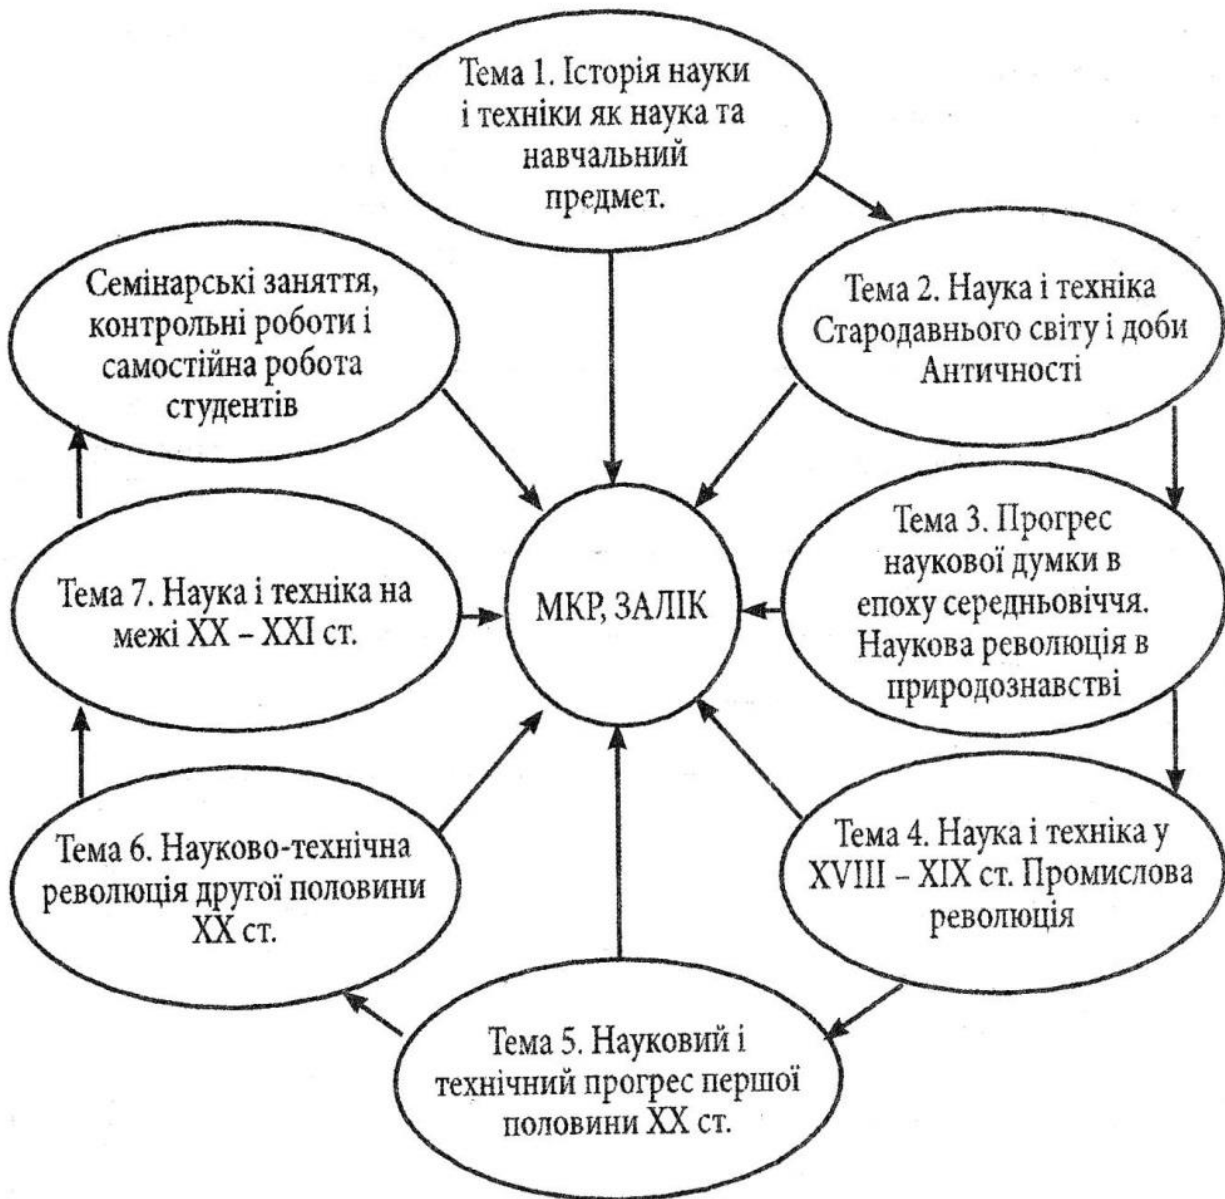 Тема 1. Історія науки
і техніки як наука та
навчальний
предмет.
Тема 2. Наука і техніка
Стародавнього світу і доби
Античності
Тема 3. Прогрес
наукової думки в
епоху середньовіччя.
Наукова революція в
природознавстві
Тема 4. Наука і техніка у
XVIII – XIX ст. Промислова
революція
Тема 5. Науковий і
технічний прогрес першої
половини XX ст.
Тема 6. Науково-технічна
революція другої половини
XX ст.
Тема 7. Наука і техніка на
межі XX – XXI ст.
Семінарські заняття,
контрольні роботи і
самостійна робота
студентів
МКР, ЗАЛІК